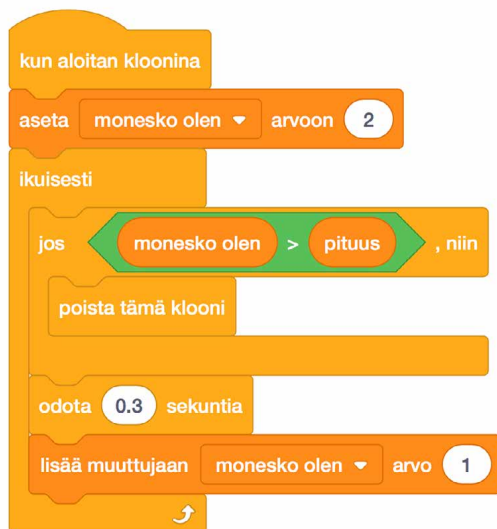 kun aloitan kloonina
aseta monesko olen arvoon 2
ikuisesti
jos monesko olen > pituus , niin
poista tämä klooni
odota 0.3 sekuntia
lisää muuttujaan monesko olen arvo 1